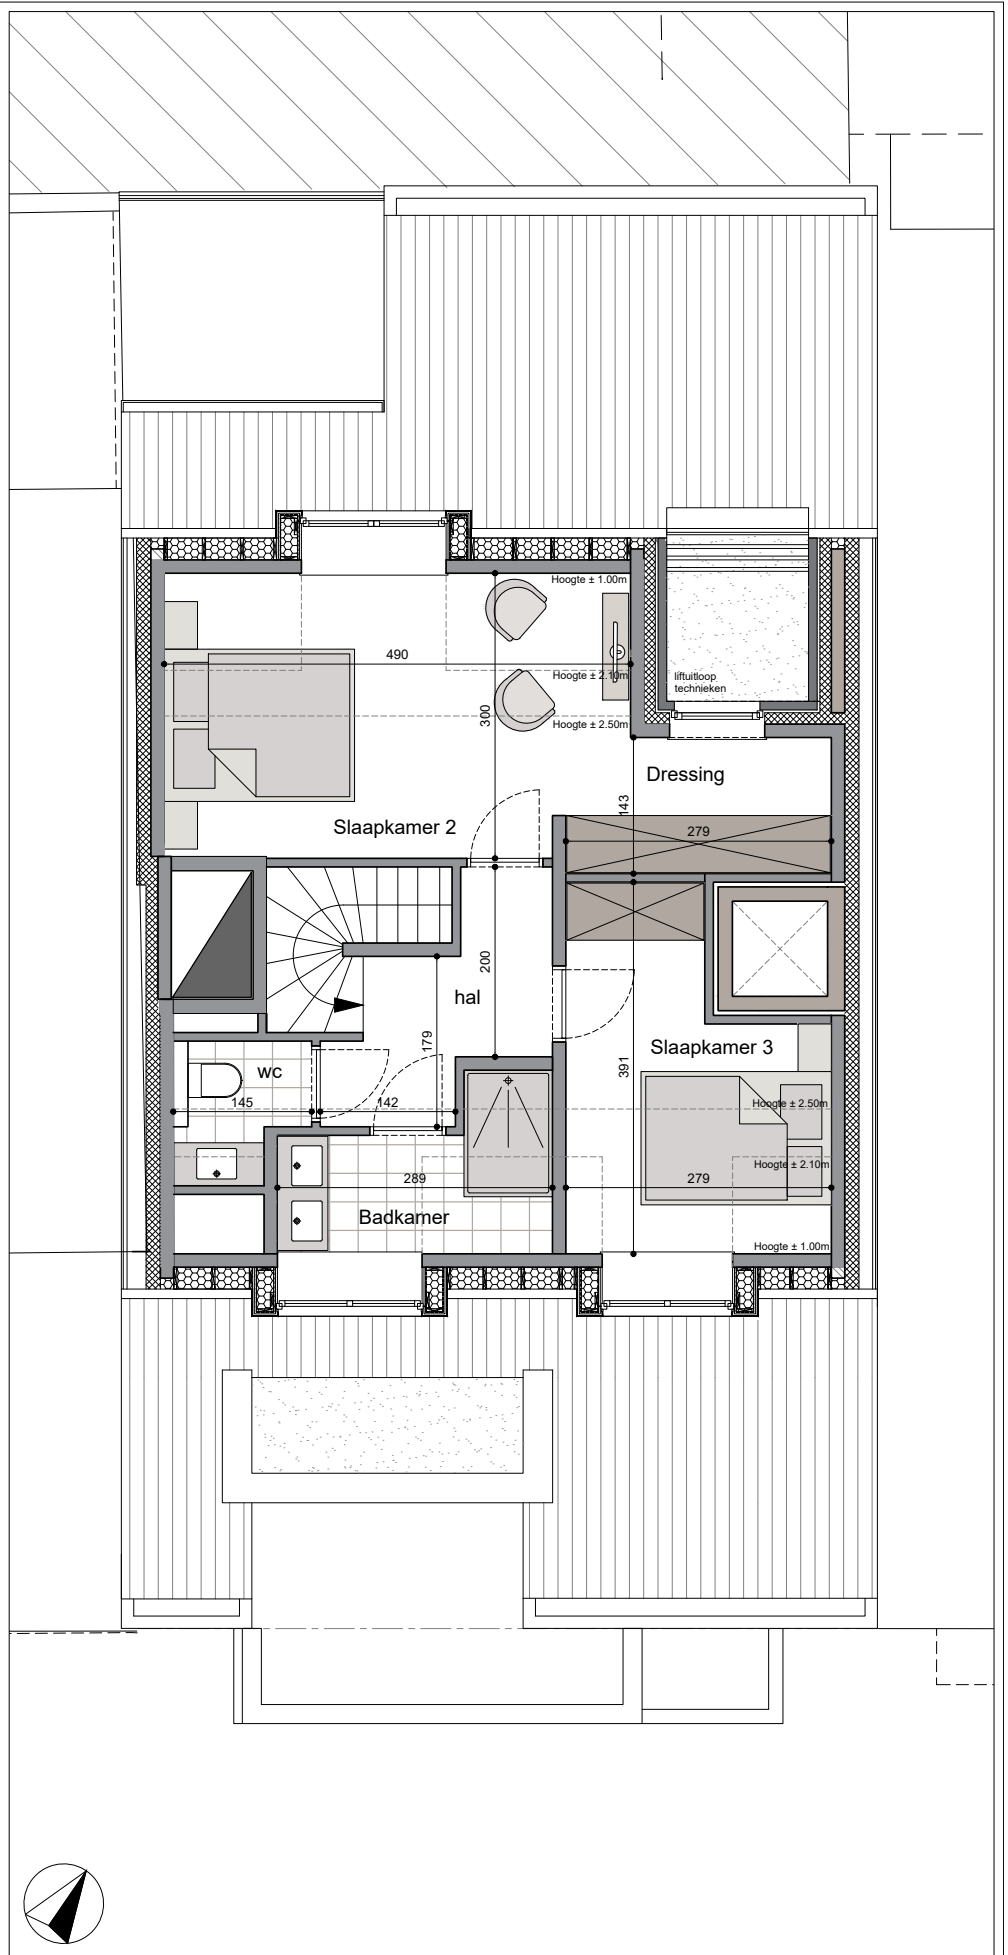 Hoogte ± 1.00m
490
Hoogte ± 2.10m
liftuitloop
technieken
300
Hoogte ± 2.50m
Dressing
143
Slaapkamer 2
279
200
hal
179
Slaapkamer 3
391
wc
145
142
Hoogte ± 2.50m
Hoogte ± 2.10m
289
279
Badkamer
Hoogte ± 1.00m